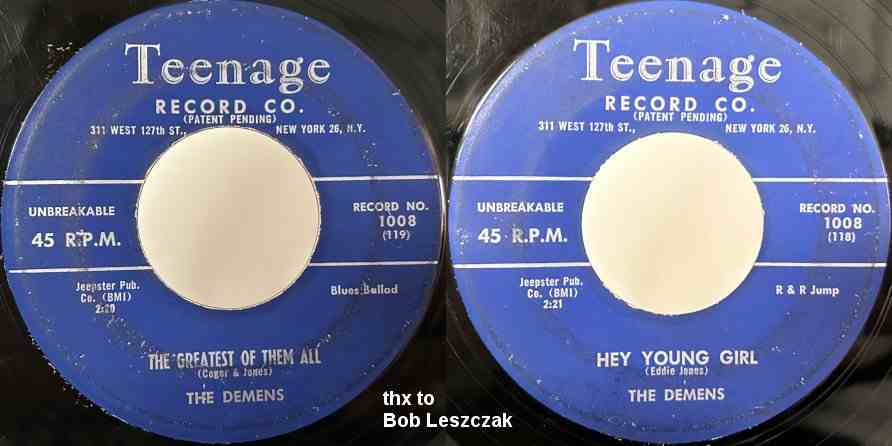 Teenage
RECORD CO.
(PATENT PENDING)
311 WEST 127th ST., NEW YORK 26, N.Y.
UNBREAKABLE
45 R.P.M.
RECORD NO.
1008
(119)
Jeepster Pub.
Co. (BMI)
2:20
Blues Ballad
THE GREATEST OF THEM ALL
(Coger & Jones)
THE DEMENS
Teenage
RECORD CO.
(PATENT PENDING)
311 WEST 127th ST., NEW YORK 26, N.Y.
UNBREAKABLE
45 R.P.M.
RECORD NO.
1008
(118)
Jeepster Pub.
Co. (BMI)
2:21
R & R Jump
HEY YOUNG GIRL
(Eddie Jones)
THE DEMENS
thx to
Bob Leszczak